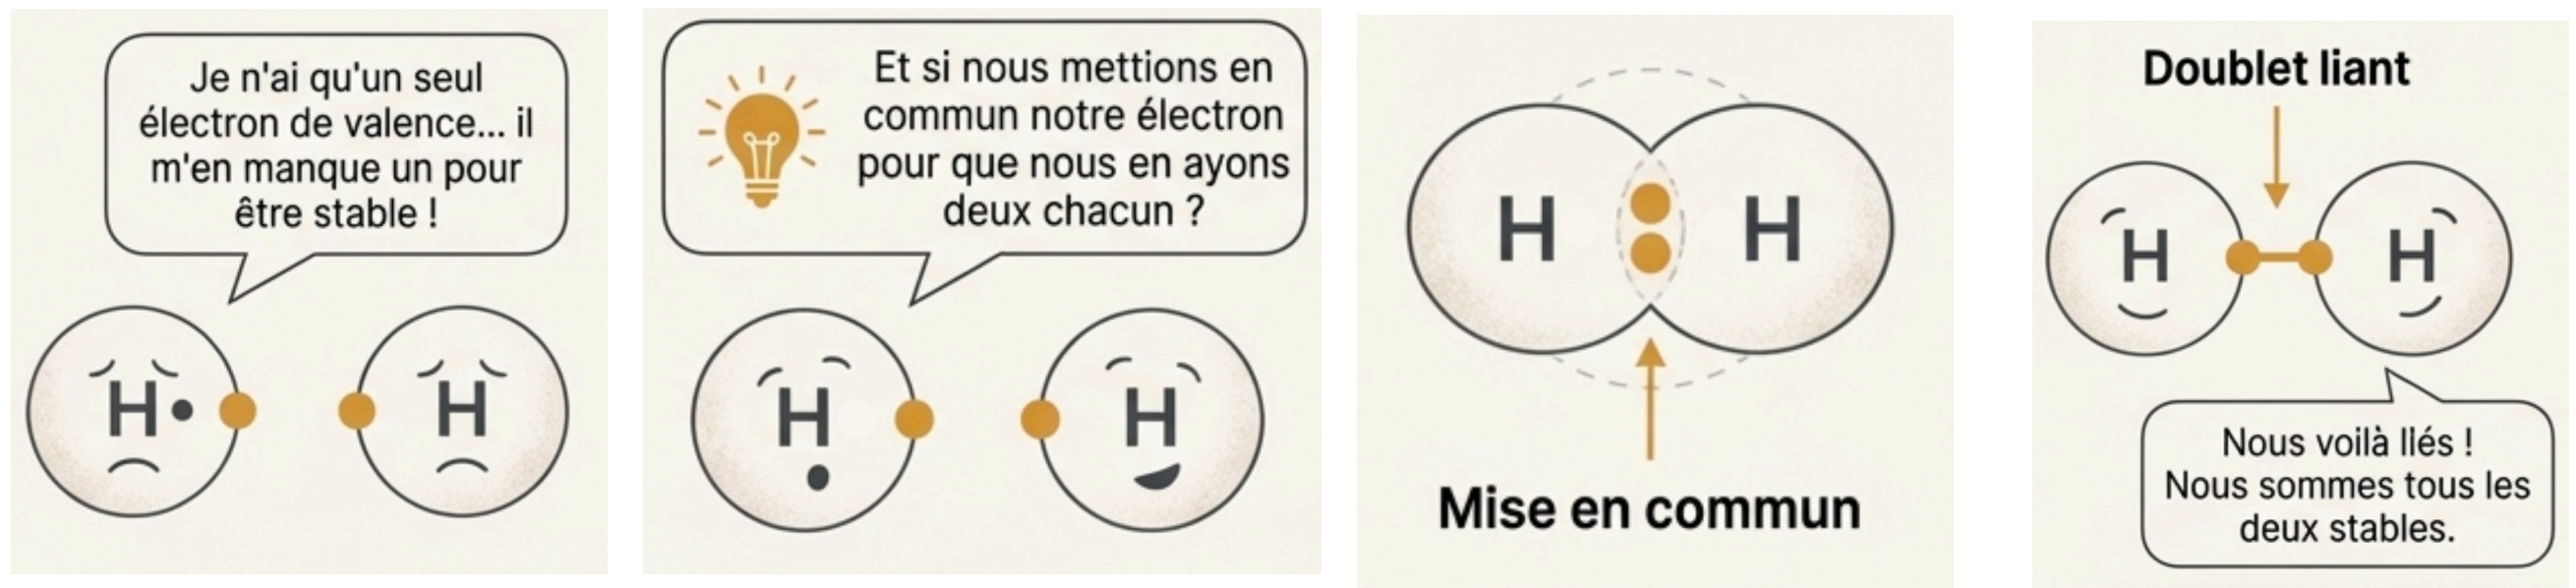 Je n'ai qu'un seul
électron de valence... il
m'en manque un pour
être stable !
H
H
Et si nous mettions en
commun notre électron
pour que nous en ayons
deux chacun ?
H
H
H
H
Mise en commun
Doublet liant
H
H
Nous voilà liés !
Nous sommes tous les
deux stables.